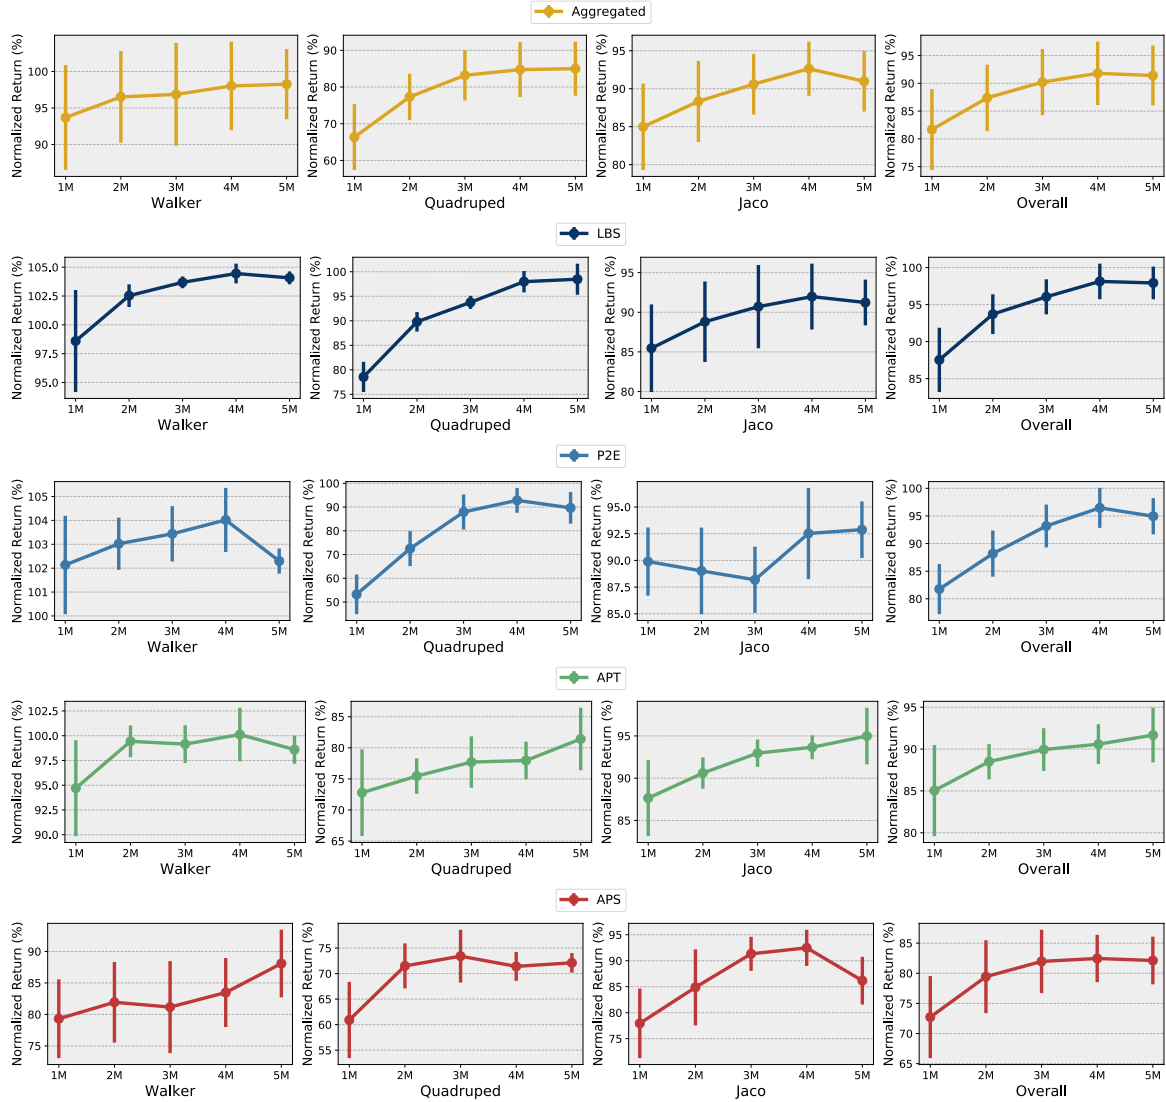 Aggregated
Normalized Return (%)
100
95
90
1M 2M 3M 4M 5M
Walker
Normalized Return (%)
90
80
70
60
1M 2M 3M 4M 5M
Quadruped
Normalized Return (%)
95
90
85
80
1M 2M 3M 4M 5M
Jaco
Normalized Return (%)
95
90
85
80
75
1M 2M 3M 4M 5M
Overall
LBS
Normalized Return (%)
105.0
102.5
100.0
97.5
95.0
1M 2M 3M 4M 5M
Walker
Normalized Return (%)
100
95
90
85
80
75
1M 2M 3M 4M 5M
Quadruped
Normalized Return (%)
95
90
85
80
1M 2M 3M 4M 5M
Jaco
Normalized Return (%)
100
95
90
85
1M 2M 3M 4M 5M
Overall
P2E
Normalized Return (%)
105
104
103
102
101
100
1M 2M 3M 4M 5M
Walker
Normalized Return (%)
100
90
80
70
60
50
1M 2M 3M 4M 5M
Quadruped
Normalized Return (%)
95.0
92.5
90.0
87.5
85.0
1M 2M 3M 4M 5M
Jaco
Normalized Return (%)
100
95
90
85
80
1M 2M 3M 4M 5M
Overall
APT
Normalized Return (%)
102.5
100.0
97.5
95.0
92.5
90.0
1M 2M 3M 4M 5M
Walker
Normalized Return (%)
85
80
75
70
65
1M 2M 3M 4M 5M
Quadruped
Normalized Return (%)
95
90
85
1M 2M 3M 4M 5M
Jaco
Normalized Return (%)
95
90
85
80
1M 2M 3M 4M 5M
Overall
APS
Normalized Return (%)
90
85
80
75
1M 2M 3M 4M 5M
Walker
Normalized Return (%)
75
70
65
60
55
1M 2M 3M 4M 5M
Quadruped
Normalized Return (%)
95
90
85
80
75
1M 2M 3M 4M 5M
Jaco
Normalized Return (%)
85
80
75
70
65
1M 2M 3M 4M 5M
Overall